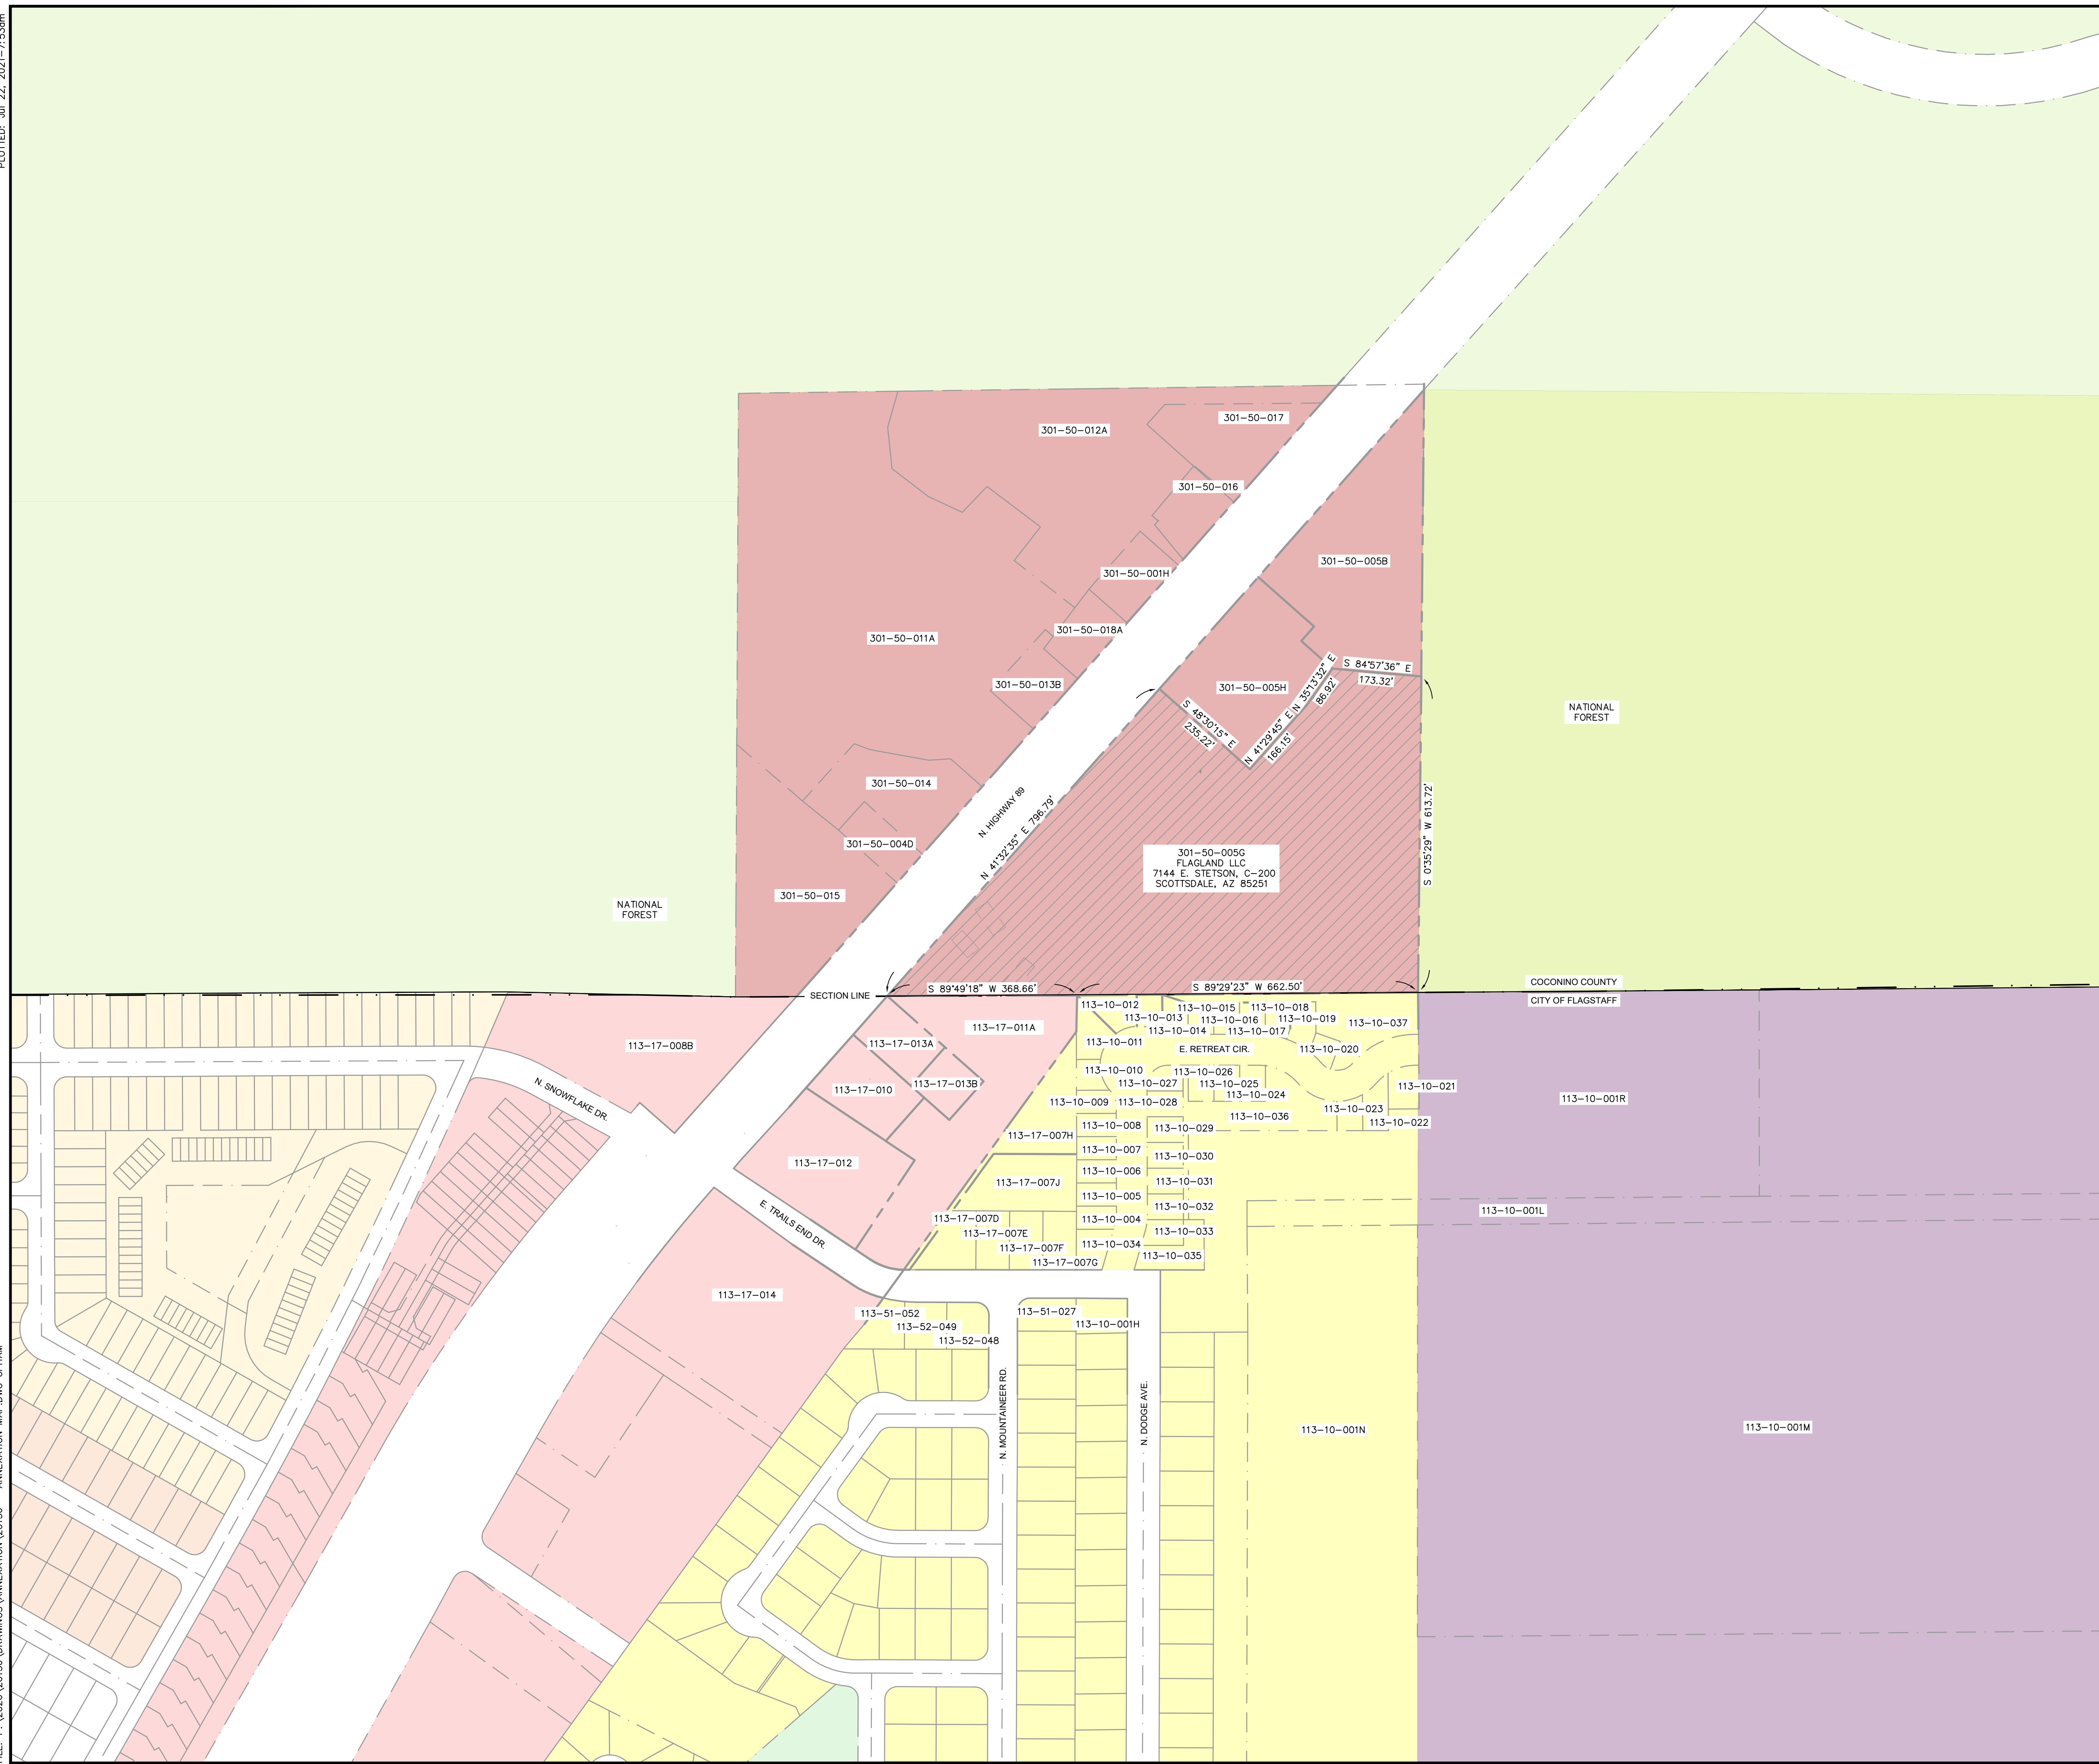 PLOTTED: Jul 22, 2021-7:53am
301-50-017
301-50-012A
301-50-016
301-50-005B
301-50-001H
301-50-018A
301-50-011A
S 84°57'36" E
173.32'
N 35°13'32" E
86.92'
301-50-013B
301-50-005H
S 48°30'15" E
235.22'
N 41°29'45" E
166.15'
NATIONAL
FOREST
301-50-014
N. HIGHWAY 89
N 41°32'35" E 796.79'
S 0°35'29" W 613.72'
301-50-004D
301-50-005G
FLAGLAND LLC
7144 E. STETSON, C-200
SCOTTSDALE, AZ 85251
301-50-015
NATIONAL
FOREST
S 89°49'18" W 368.66'
S 89°29'23" W 662.50'
COCONINO COUNTY
SECTION LINE
CITY OF FLAGSTAFF
113-10-012
113-10-015
113-10-018
113-10-013
113-10-016
113-10-019
113-10-037
113-17-011A
113-10-014
113-10-017
113-17-008B
113-17-013A
113-10-011
E. RETREAT CIR.
113-10-020
113-10-010
113-10-026
113-17-010
113-17-013B
113-10-027
113-10-025
113-10-021
113-10-024
N. SNOWFLAKE DR.
113-10-009
113-10-028
113-10-001R
113-10-023
113-10-036
113-10-022
113-10-008
113-10-029
113-17-007H
113-10-007
113-10-030
113-17-012
113-10-006
113-17-007J
113-10-031
113-10-005
113-10-032
113-10-001L
113-17-007D
113-10-004
E. TRAILS END DR.
113-17-007E
113-10-033
113-17-007F
113-10-034
113-10-035
113-17-007G
113-17-014
113-51-052
113-51-027
113-52-049
113-10-001H
113-52-048
N. MOUNTAINEER RD.
N. DODGE AVE.
113-10-001N
113-10-001M